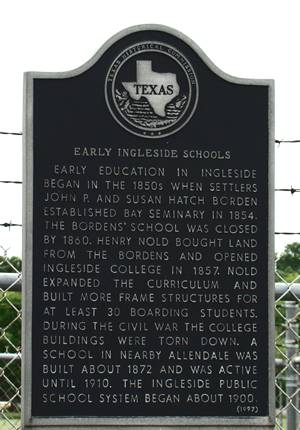 TEXAS HISTORICAL COMMISSION
TEXAS
EARLY INGLESIDE SCHOOLS
EARLY EDUCATION IN INGLESIDE
BEGAN IN THE 1850s WHEN SETTLERS
JOHN P. AND SUSAN HATCH BORDEN
ESTABLISHED BAY SEMINARY IN 1854.
THE BORDENS' SCHOOL WAS CLOSED
BY 1860. HENRY NOLD BOUGHT LAND
FROM THE BORDENS AND OPENED
INGLESIDE COLLEGE IN 1857. NOLD
EXPANDED THE CURRICULUM AND
BUILT MORE FRAME STRUCTURES FOR
AT LEAST 30 BOARDING STUDENTS.
DURING THE CIVIL WAR THE COLLEGE
BUILDINGS WERE TORN DOWN. A
SCHOOL IN NEARBY ALLENDALE WAS
BUILT ABOUT 1872 AND WAS ACTIVE
UNTIL 1910. THE INGLESIDE PUBLIC
SCHOOL SYSTEM BEGAN ABOUT 1900.
(1997)